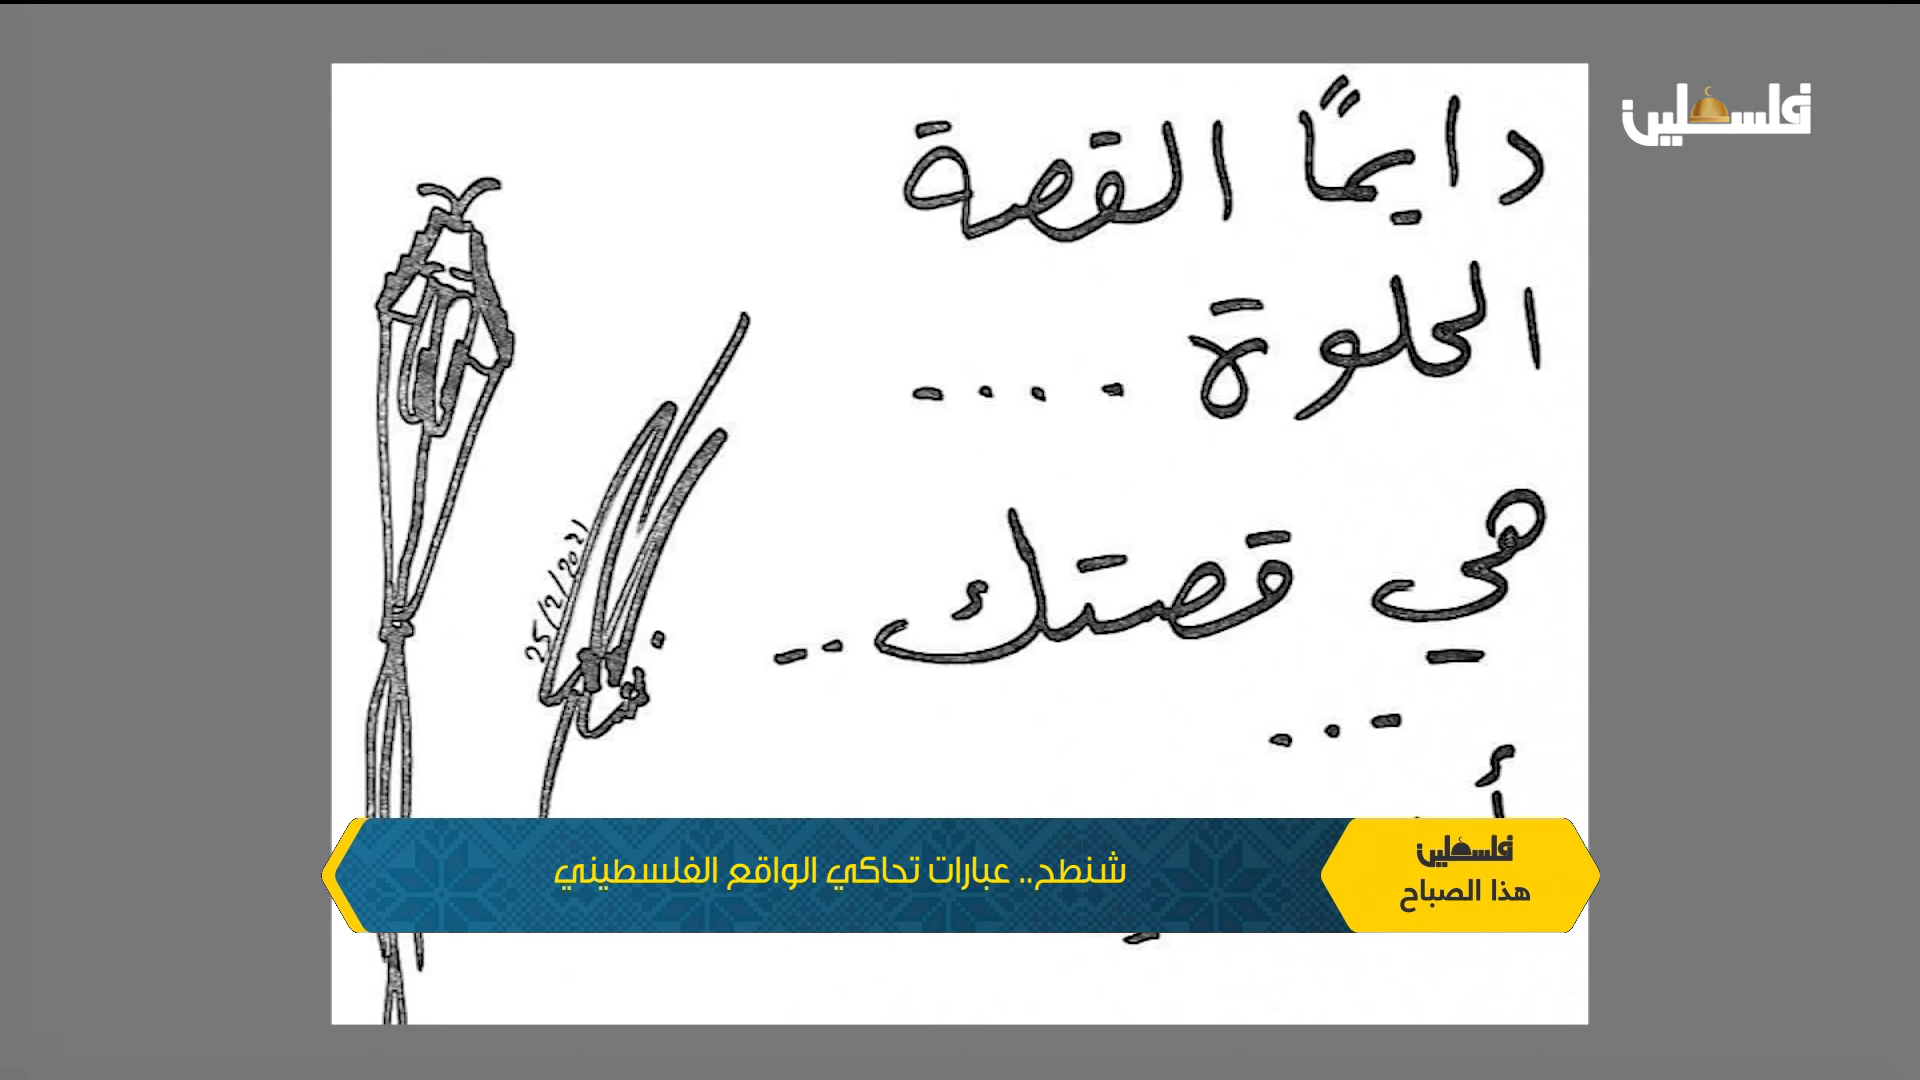 فلسطين
دايمًا القصة
الحلوة ....
هي قصتك ..
...
25/2/2021
شنطح.. عبارات تحاكي الواقع الفلسطيني
فلسطين
هذا الصباح